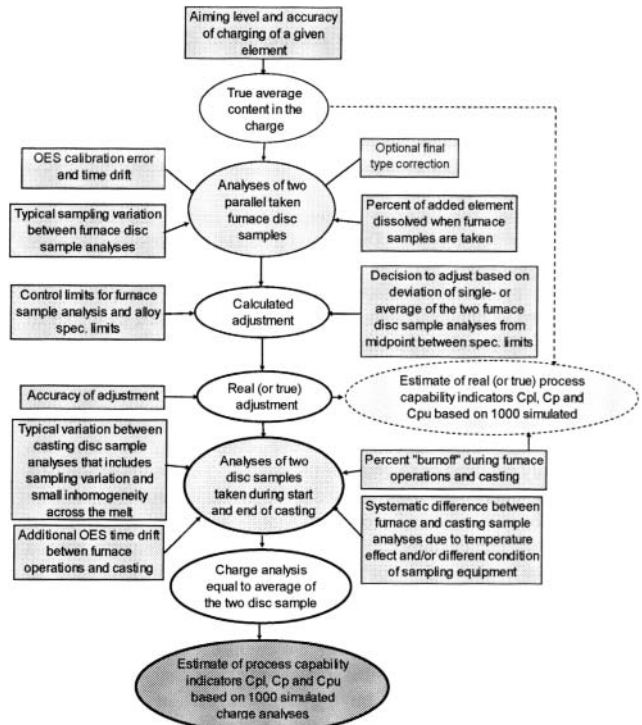 Aiming level and accuracy
of charging of a given
element
True average
content in the
charge
OES calibration error
and time drift
Optional final
type correction
Analyses of two
parallel taken
furnace disc
samples
Typical sampling variation
between furnace disc
sample analyses
Percent of added element
dissolved when furnace
samples are taken
Control limits for furnace
sample analysis and alloy
spec. limits
Calculated
adjustment
Decision to adjust based on
deviation of single- or
average of the two furnace
disc sample analyses from
midpoint between spec. limits
Accuracy of adjustment
Real (or true)
adjustment
Estimate of real (or true) process
capability indicators Cpl, Cp and
Cpu based on 1000 simulated
Typical variation between
casting disc sample
analyses that includes
sampling variation and
small inhomogeneity
across the melt
Analyses of two
disc samples
taken during start
and end of casting
Percent "burnoff" during furnace
operations and casting
Additional OES time drift
betwen furnace
operations and casting
Systematic difference between
furnace and casting sample
analyses due to temperature
effect and/or different condition
of sampling equipment
Charge analysis
equal to average of
the two disc sample
Estimate of process capability
indicators Cpl, Cp and Cpu
based on 1000 simulated
charge analyses